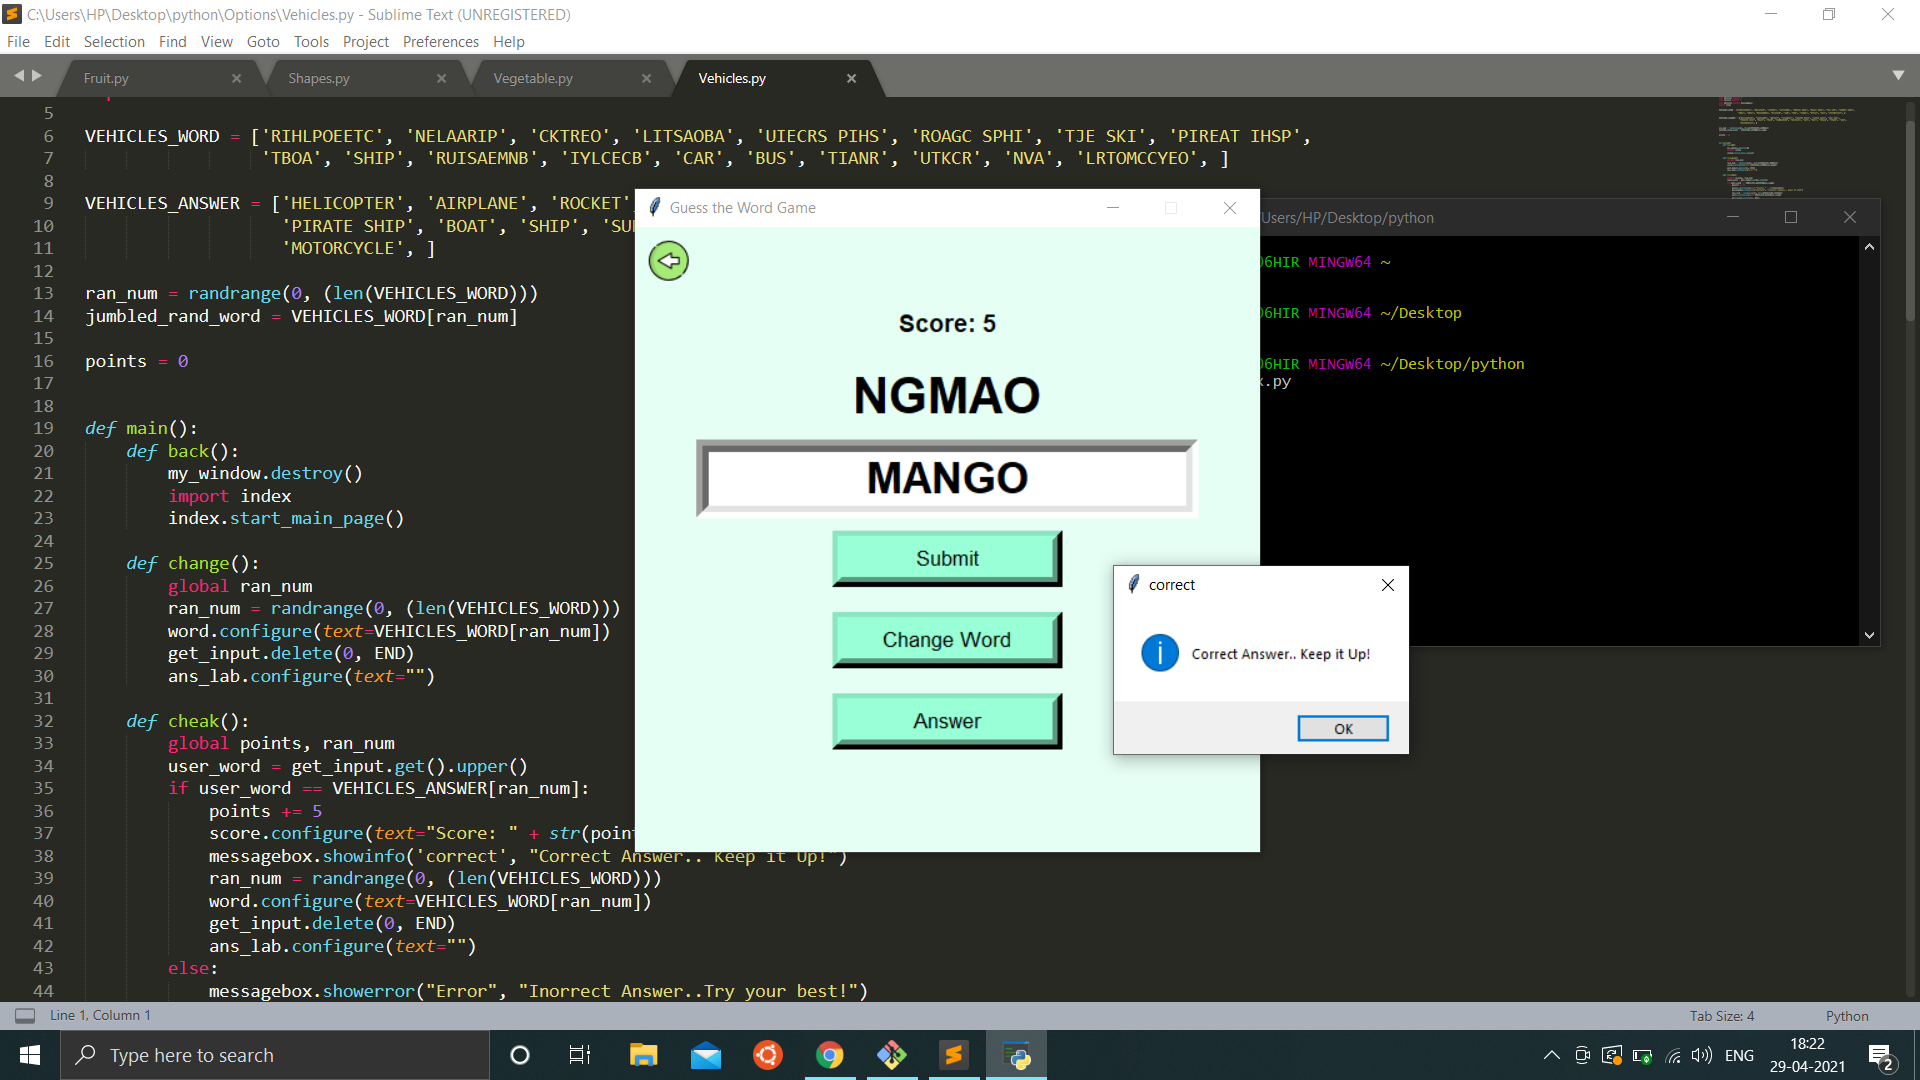 C:\Users\HP\Desktop\python\Options\Vehicles.py - Sublime Text (UNREGISTERED)
File Edit Selection Find View Goto Tools Project Preferences Help
Fruit.py Shapes.py Vegetable.py Vehicles.py
5
6 VEHICLES_WORD = ['RIHLPOEETC', 'NELAARIP', 'CKTREO', 'LITSAOBA', 'UIECRS PIHS', 'ROAGC SPHI', 'TJE SKI', 'PIREAT IHSP',
7 'TBOA', 'SHIP', 'RUISAEMNB', 'IYLCECB', 'CAR', 'BUS', 'TIANR', 'UTKCR', 'NVA', 'LRTOMCCYEO', ]
8
9 VEHICLES_ANSWER = ['HELICOPTER', 'AIRPLANE', 'ROCKET'
10 'PIRATE SHIP', 'BOAT', 'SHIP',
11 'MOTORCYCLE', ]
12
13 ran_num = randrange(0, (len(VEHICLES_WORD)))
14 jumbled_rand_word = VEHICLES_WORD[ran_num]
15
16 points = 0
17
18
19 def main():
20 def back():
21 my_window.destroy()
22 import index
23 index.start_main_page()
24
25 def change():
26 global ran_num
27 ran_num = randrange(0, (len(VEHICLES_WORD)))
28 word.configure(text=VEHICLES_WORD[ran_num])
29 get_input.delete(0, END)
30 ans_lab.configure(text="")
31
32 def cheak():
33 global points, ran_num
34 user_word = get_input.get().upper()
35 if user_word == VEHICLES_ANSWER[ran_num]:
36 points += 5
37 score.configure(text="Score: " + str(
38 messagebox.showinfo('correct', "Correct Answer.. Keep it Up!")
39 ran_num = randrange(0, (len(VEHICLES_WORD)))
40 word.configure(text=VEHICLES_WORD[ran_num])
41 get_input.delete(0, END)
42 ans_lab.configure(text="")
43 else:
44 messagebox.showerror("Error", "Inorrect Answer..Try your best!")
Guess the Word Game
Score: 5
NGMAO
MANGO
Submit
Change Word
Answer
/Users/HP/Desktop/python
06HIR MINGW64 ~
06HIR MINGW64 ~/Desktop
06HIR MINGW64 ~/Desktop/python
.py
correct
Correct Answer.. Keep it Up!
OK
Line 1, Column 1 Tab Size: 4 Python
Type here to search
ENG
18:22
29-04-2021
2